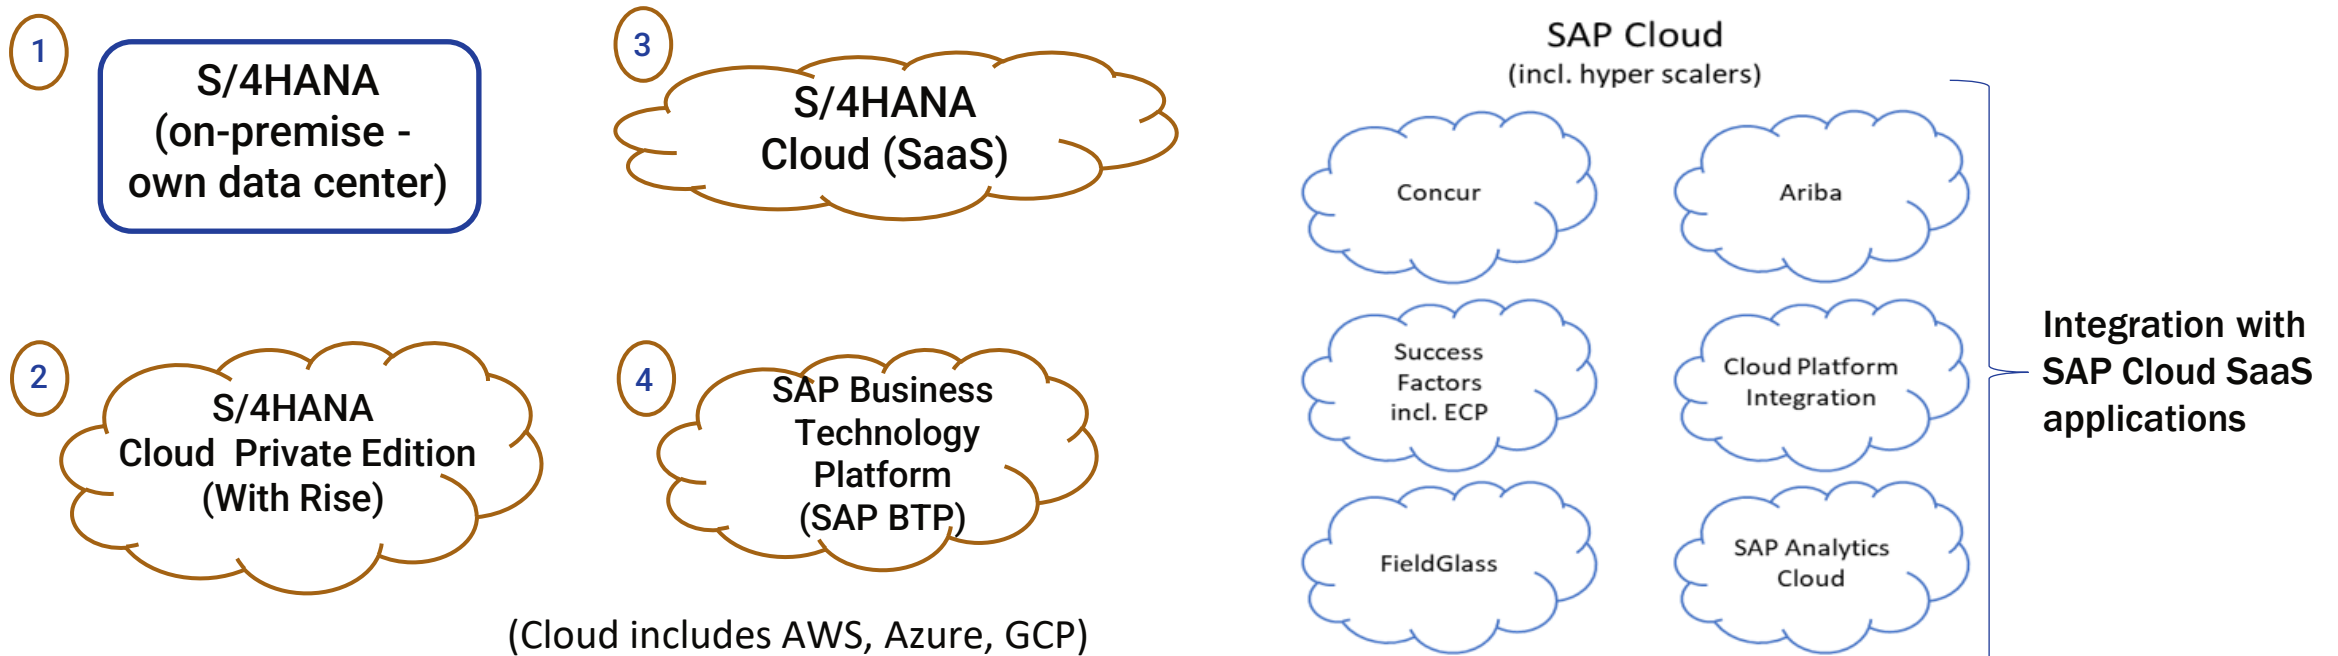 1
S/4HANA
(on-premise -
own data center)
2
S/4HANA
Cloud Private Edition
(With Rise)
3
S/4HANA
Cloud (SaaS)
4
SAP Business
Technology
Platform
(SAP BTP)
(Cloud includes AWS, Azure, GCP)
SAP Cloud
(incl. hyper scalers)
Concur
Ariba
Success
Factors
incl. ECP
Cloud Platform
Integration
FieldGlass
SAP Analytics
Cloud
Integration with
SAP Cloud SaaS
applications